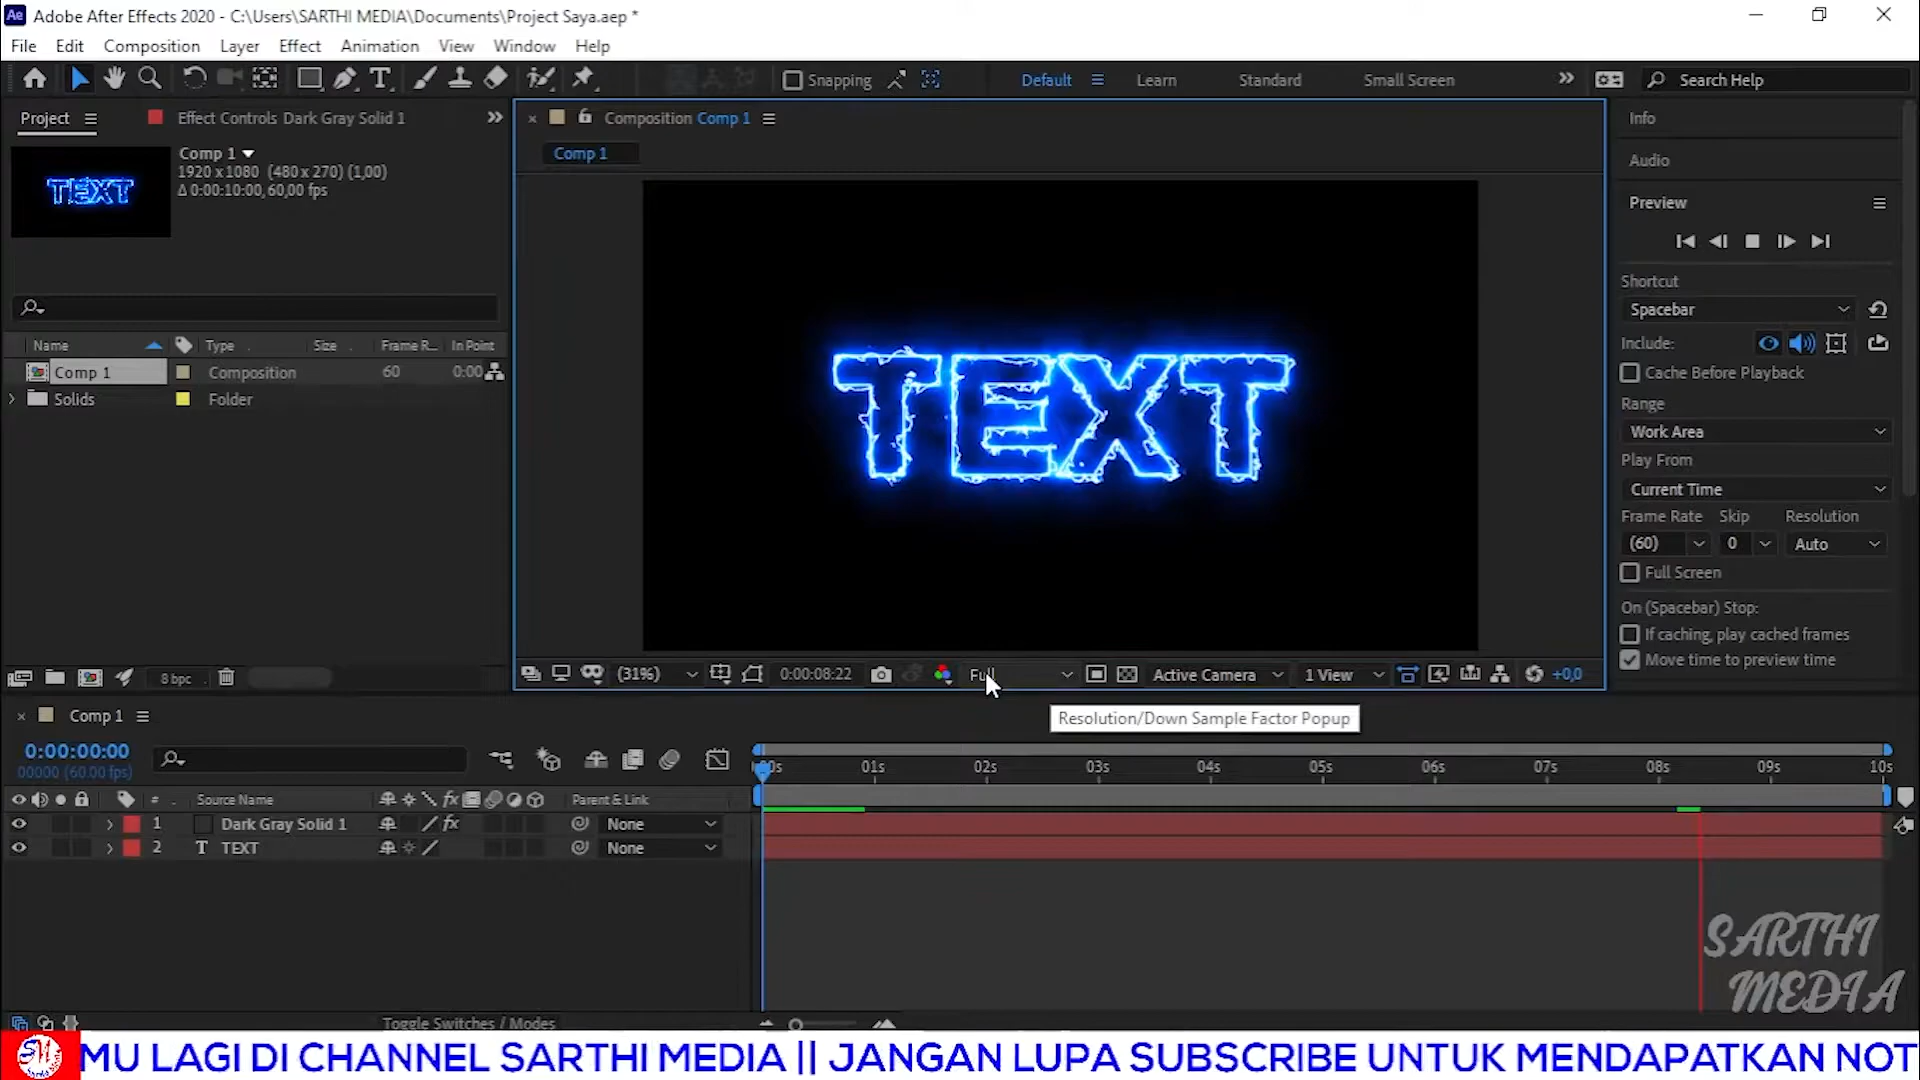 Adobe After Effects 2020 - C:\Users\SARTHI MEDIA\Documents\Project Saya.aep *
File Edit Composition Layer Effect Animation View Window Help
Snapping Default Learn Standard Small Screen Search Help
Project Effect Controls Dark Gray Solid 1
Comp 1
1920 x 1080 (480 x 270) (1,00)
Δ 0:00:10:00, 60,00 fps
TEXT
Name Type Size Frame R... In Point
Comp 1 Composition 60 0:00
Solids Folder
8 bpc
Composition Comp 1
Comp 1
TEXT
(31%) 0:00:08:22 Full Active Camera 1 View +0,0
Resolution/Down Sample Factor Popup
Info
Audio
Preview
Shortcut
Spacebar
Include:
Cache Before Playback
Range
Work Area
Play From
Current Time
Frame Rate Skip Resolution
(60) 0 Auto
Full Screen
On (Spacebar) Stop:
If caching, play cached frames
Move time to preview time
Comp 1
0:00:00:00
00000 (60.00 fps)
01s 02s 03s 04s 05s 06s 07s 08s 09s 10s
# Source Name Parent & Link
1 Dark Gray Solid 1 None
2 TEXT None
Toggle Switches / Modes
SARTHI
MEDIA
MU LAGI DI CHANNEL SARTHI MEDIA || JANGAN LUPA SUBSCRIBE UNTUK MENDAPATKAN NOT